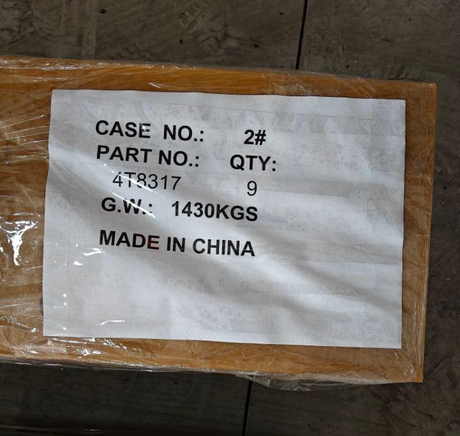 CASE NO.: 2#
PART NO.: QTY:
4T8317 9
G.W.: 1430KGS
MADE IN CHINA